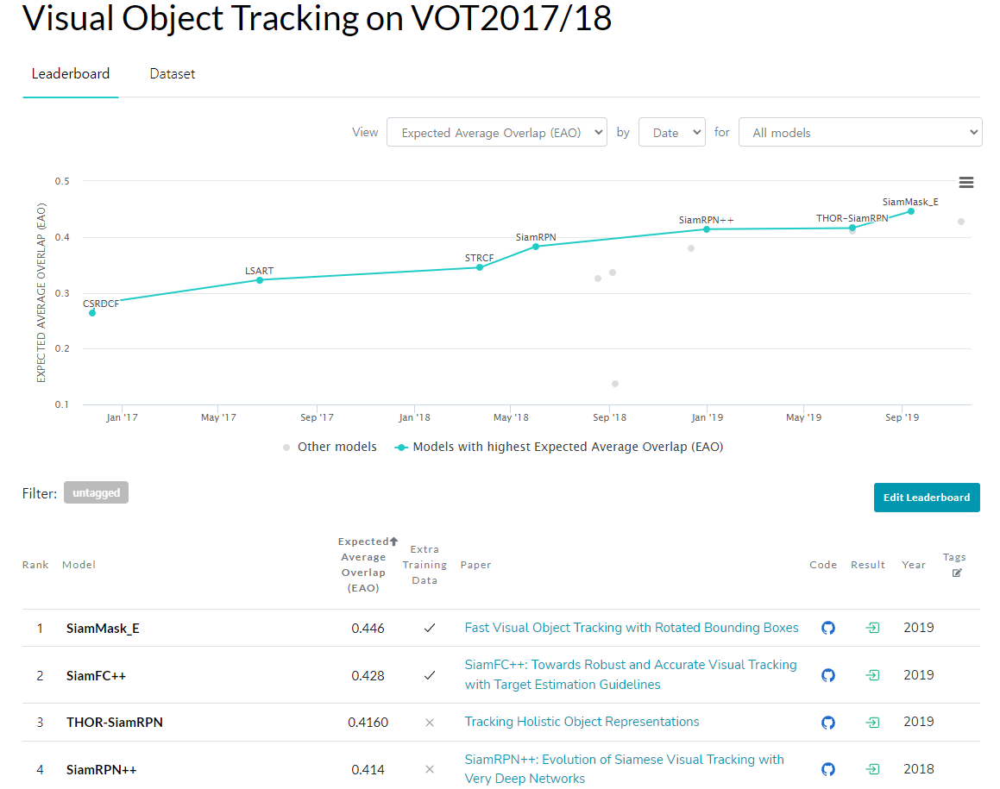 Visual Object Tracking on VOT2017/18
Leaderboard Dataset
View Expected Average Overlap (EAO) by Date for All models
EXPECTED AVERAGE OVERLAP (EAO)
0.5
0.4
0.3
0.2
0.1
CSRDCF
LSART
STRCF
SiamRPN
SiamRPN++
THOR-SiamRPN
SiamMask_E
Jan '17 May '17 Sep '17 Jan '18 May '18 Sep '18 Jan '19 May '19 Sep '19
Other models Models with highest Expected Average Overlap (EAO)
Filter: untagged
Edit Leaderboard
Rank Model Expected Average Overlap (EAO) Extra Training Data Paper Code Result Year Tags
1 SiamMask_E 0.446 ✓ Fast Visual Object Tracking with Rotated Bounding Boxes 2019
2 SiamFC++ 0.428 ✓ SiamFC++: Towards Robust and Accurate Visual Tracking
with Target Estimation Guidelines 2019
3 THOR-SiamRPN 0.4160 × Tracking Holistic Object Representations 2019
4 SiamRPN++ 0.414 × SiamRPN++: Evolution of Siamese Visual Tracking with
Very Deep Networks 2018